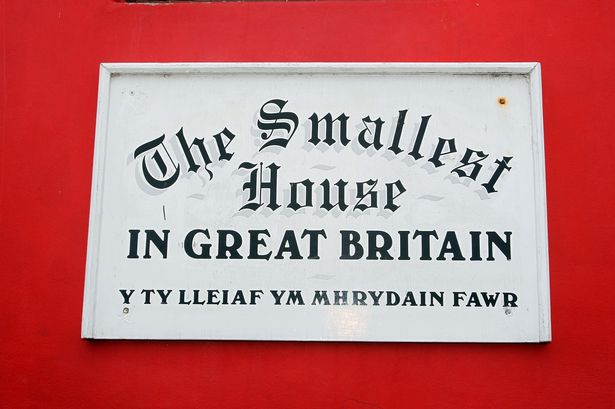 The Smallest
House
IN GREAT BRITAIN
Y TY LLEIAF YM MHRYDAIN FAWR